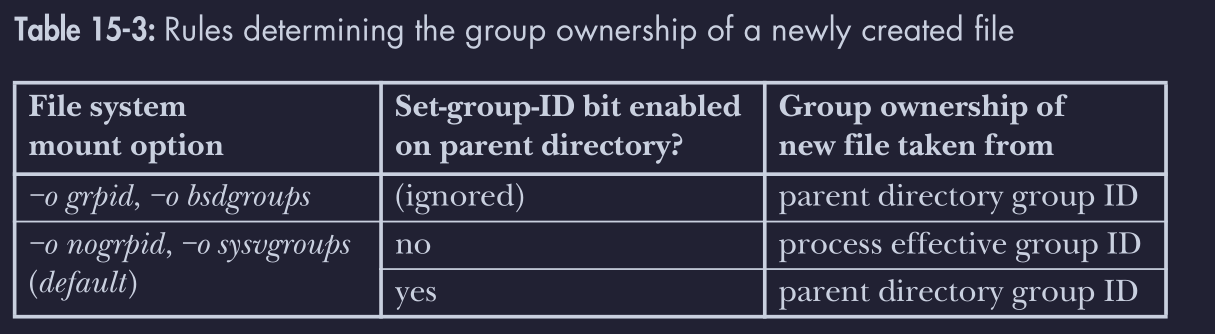 Table 15-3: Rules determining the group ownership of a newly created file
File system mount option
Set-group-ID bit enabled on parent directory?
Group ownership of new file taken from
−o grpid, −o bsdgroups
(ignored)
parent directory group ID
−o nogrpid, −o sysvgroups (default)
no
process effective group ID
yes
parent directory group ID